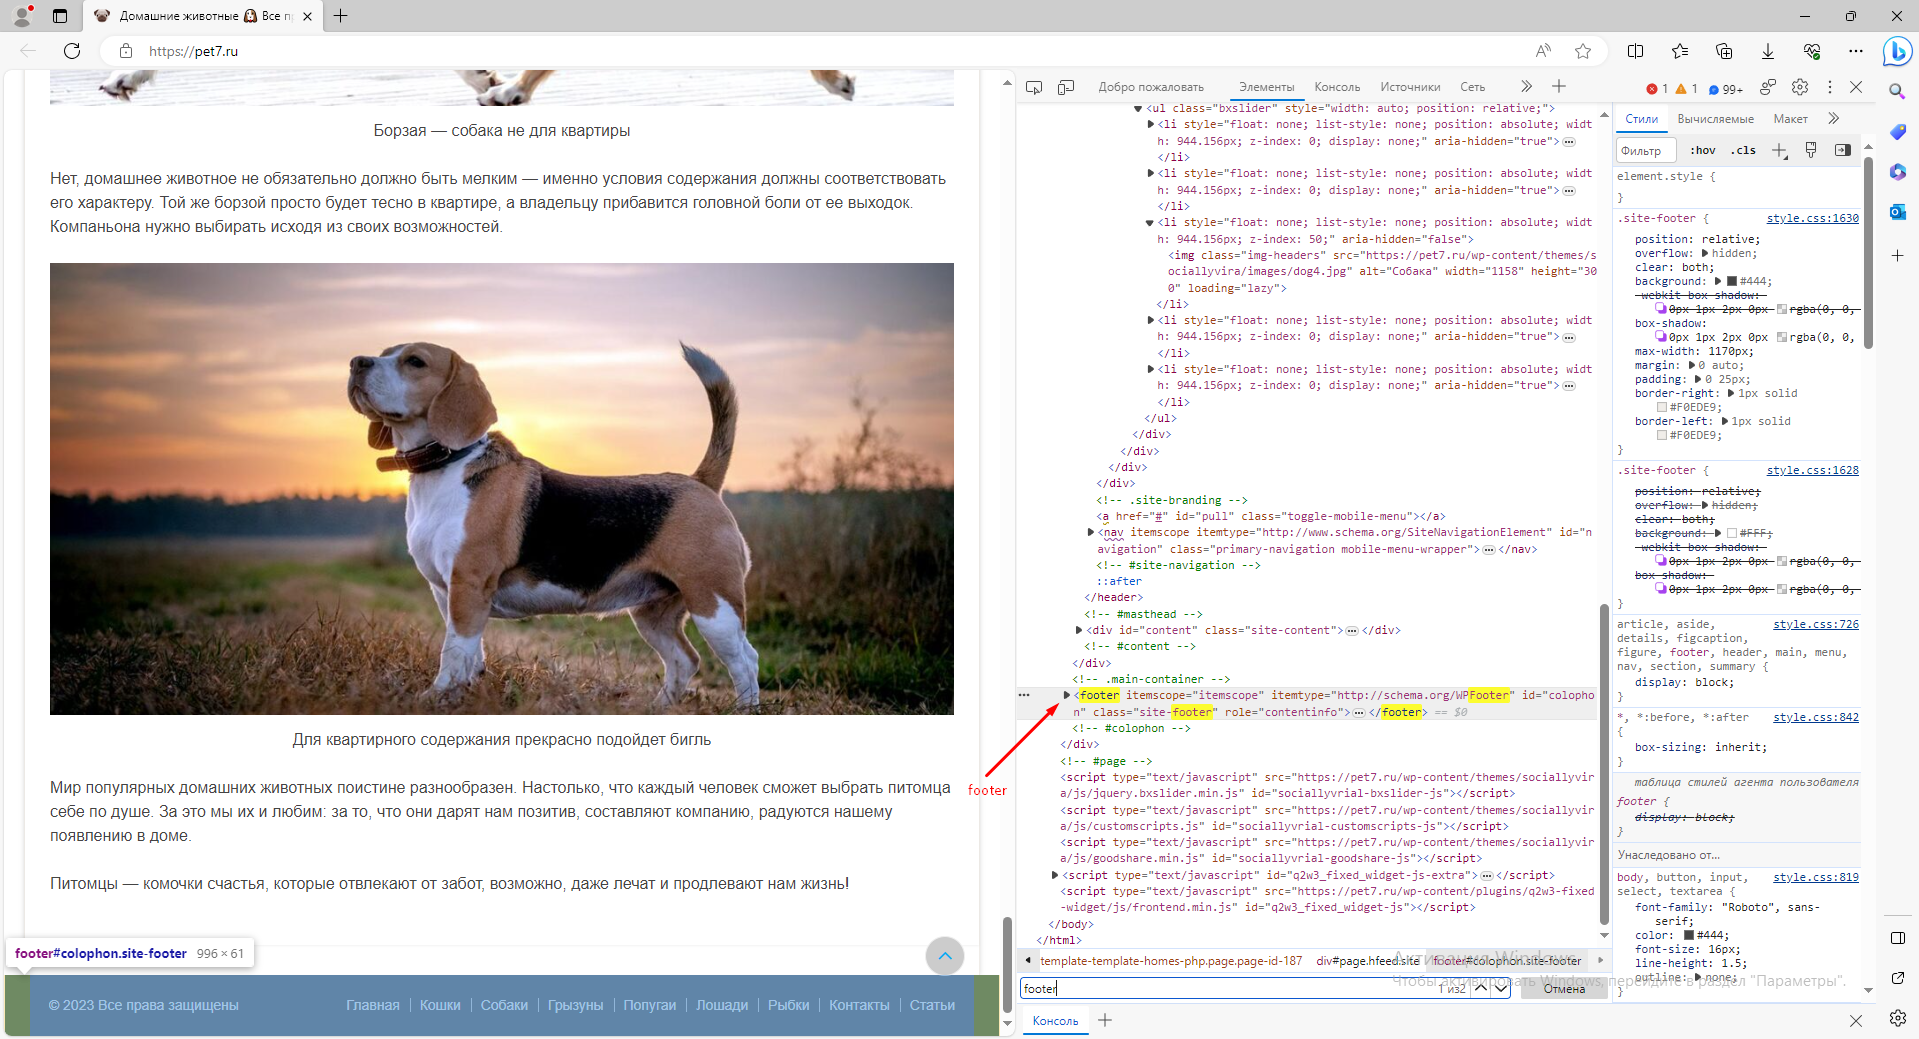 Домашние животные 🐶 Все п
https://pet7.ru
Борзая — собака не для квартиры
Нет, домашнее животное не обязательно должно быть мелким — именно условия содержания должны соответствовать
его характеру. Той же борзой просто будет тесно в квартире, а владельцу прибавится головной боли от ее выходок.
Компаньона нужно выбирать исходя из своих возможностей.
Для квартирного содержания прекрасно подойдет бигль
Мир популярных домашних животных поистине разнообразен. Настолько, что каждый человек сможет выбрать питомца
себе по душе. За это мы их и любим: за то, что они дарят нам позитив, составляют компанию, радуются нашему
появлению в доме.
Питомцы — комочки счастья, которые отвлекают от забот, возможно, даже лечат и продлевают нам жизнь!
footer#colophon.site-footer 996 × 61
© 2023 Все права защищены Главная Кошки Собаки Грызуны Попугаи Лошади Рыбки Контакты Статьи
footer
Добро пожаловать Элементы Консоль Источники Сеть 1 1 99+
<ul class="bxslider" style="width: auto; position: relative;">
<li style="float: none; list-style: none; position: absolute; widt
h: 944.156px; z-index: 0; display: none;" aria-hidden="true">
</li>
<li style="float: none; list-style: none; position: absolute; widt
h: 944.156px; z-index: 0; display: none;" aria-hidden="true">
</li>
<li style="float: none; list-style: none; position: absolute; widt
h: 944.156px; z-index: 50;" aria-hidden="false">
<img class="img-headers" src="https://pet7.ru/wp-content/themes/s
ociallyvira/images/dog4.jpg" alt="Собака" width="1158" height="30
0" loading="lazy">
</li>
<li style="float: none; list-style: none; position: absolute; widt
h: 944.156px; z-index: 0; display: none;" aria-hidden="true">
</li>
<li style="float: none; list-style: none; position: absolute; widt
h: 944.156px; z-index: 0; display: none;" aria-hidden="true">
</li>
</ul>
</div>
</div>
</div>
</div>
<!-- .site-branding -->
<a href="#" id="pull" class="toggle-mobile-menu"></a>
<nav itemscope itemtype="http://www.schema.org/SiteNavigationElement" id="n
avigation" class="primary-navigation mobile-menu-wrapper"></nav>
<!-- #site-navigation -->
::after
</header>
<!-- #masthead -->
<div id="content" class="site-content"></div>
<!-- #content -->
</div>
<!-- .main-container -->
<footer itemscope="itemscope" itemtype="http://schema.org/WPFooter" id="colopho
n" class="site-footer" role="contentinfo"></footer> == $0
<!-- #colophon -->
</div>
<!-- #page -->
<script type="text/javascript" src="https://pet7.ru/wp-content/themes/sociallyvir
a/js/jquery.bxslider.min.js" id="sociallyvrial-bxslider-js"></script>
<script type="text/javascript" src="https://pet7.ru/wp-content/themes/sociallyvir
a/js/customscripts.js" id="sociallyvrial-customscripts-js"></script>
<script type="text/javascript" src="https://pet7.ru/wp-content/themes/sociallyvir
a/js/goodshare.min.js" id="sociallyvrial-goodshare-js"></script>
<script type="text/javascript" id="q2w3_fixed_widget-js-extra"></script>
<script type="text/javascript" src="https://pet7.ru/wp-content/plugins/q2w3-fixed
-widget/js/frontend.min.js" id="q2w3_fixed_widget-js"></script>
</body>
</html>
template-template-homes-php.page.page-id-187 div#page.hfeed.site footer#colophon.site-footer
footer 1 из2 Отмена
Консоль
Стили Вычисляемые Макет
Фильтр :hov .cls
element.style {
}
.site-footer { style.css:1630
position: relative;
overflow: hidden;
clear: both;
background: #444;
-webkit-box-shadow:
0px 1px 2px 0px rgba(0, 0,
box-shadow:
0px 1px 2px 0px rgba(0, 0,
max-width: 1170px;
margin: 0 auto;
padding: 0 25px;
border-right: 1px solid
#F0EDE9;
border-left: 1px solid
#F0EDE9;
}
.site-footer { style.css:1628
position: relative;
overflow: hidden;
clear: both;
background: #FFF;
-webkit-box-shadow:
0px 1px 2px 0px rgba(0, 0,
box-shadow:
0px 1px 2px 0px rgba(0, 0,
}
article, aside, style.css:726
details, figcaption,
figure, footer, header, main, menu,
nav, section, summary {
display: block;
}
*, *:before, *:after style.css:842
{
box-sizing: inherit;
}
таблица стилей агента пользователя
footer {
display: block;
}
Унаследовано от...
body, button, input, style.css:819
select, textarea {
font-family: "Roboto", sans-
serif;
color: #444;
font-size: 16px;
line-height: 1.5;
outline: none;
}
Активация Windows
Чтобы активировать Windows, перейдите в раздел "Параметры".